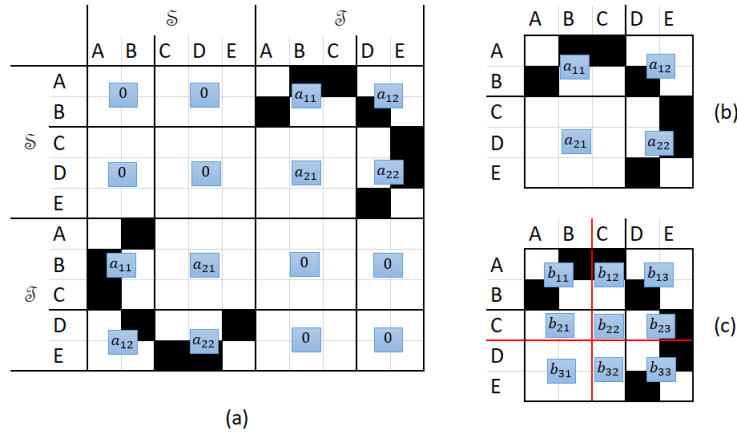 𝔖 𝔗
A B C D E A B C D E
A
0 0 a₁₁ a₁₂
B
𝔖
C
D 0 0 a₂₁ a₂₂
E
A
B a₁₁ a₂₁ 0 0
C
𝔗
D
a₁₂ a₂₂ 0 0
E
(a)
A B C D E
A
a₁₁ a₁₂
B
C
D a₂₁ a₂₂
E
(b)
A B C D E
A
b₁₁ b₁₂ b₁₃
B
C b₂₁ b₂₂ b₂₃
D
b₃₁ b₃₂ b₃₃
E
(c)